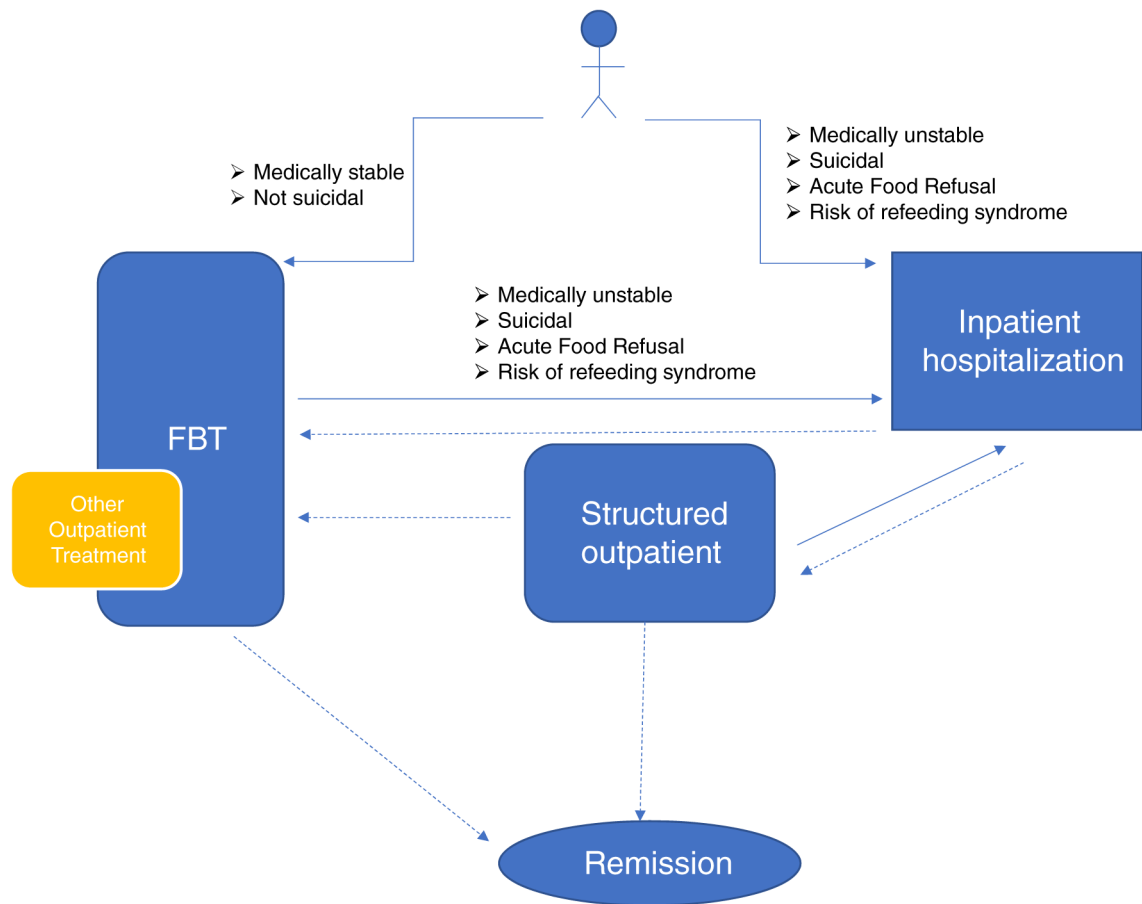 ➢ Medically stable
➢ Not suicidal
➢ Medically unstable
➢ Suicidal
➢ Acute Food Refusal
➢ Risk of refeeding syndrome
➢ Medically unstable
➢ Suicidal
➢ Acute Food Refusal
➢ Risk of refeeding syndrome
Inpatient
hospitalization
FBT
Other
Outpatient
Treatment
Structured
outpatient
Remission